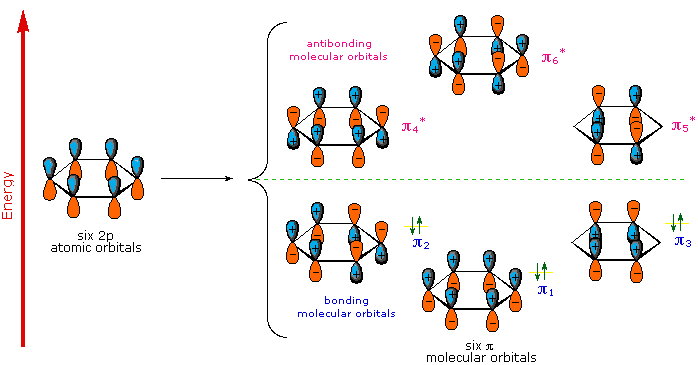 Energy
six 2p
atomic orbitals
antibonding
molecular orbitals
π4*
π6*
π5*
π2
π3
π1
bonding
molecular orbitals
six π
molecular orbitals